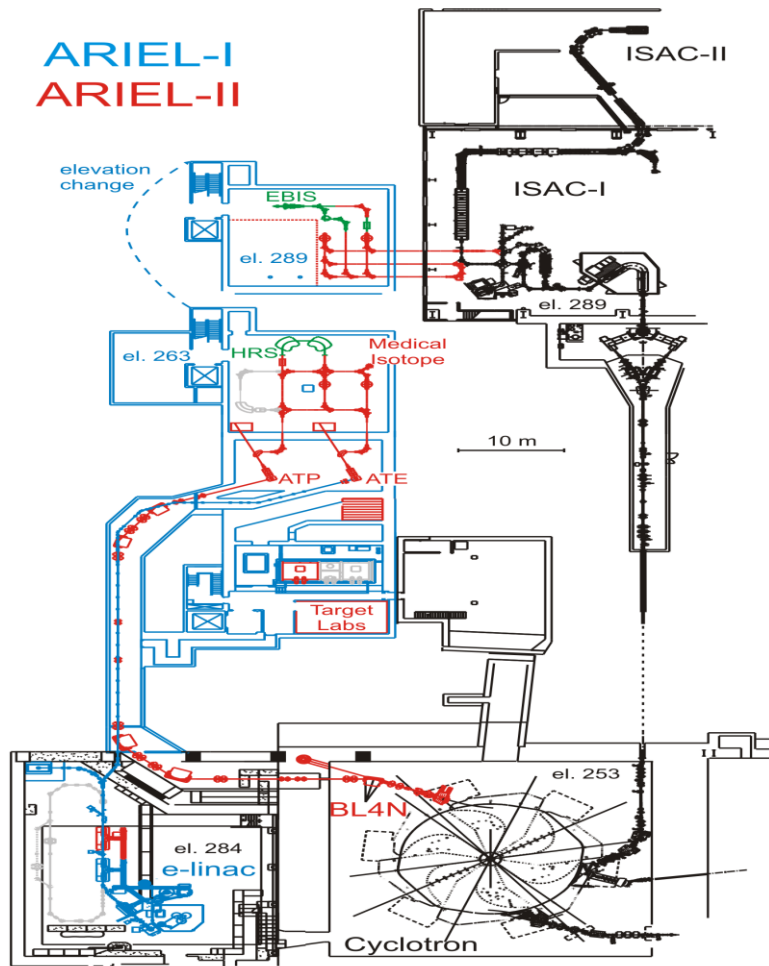 ARIEL-I
ARIEL-II
ISAC-II
elevation
change
ISAC-I
EBIS
el. 289
el. 289
el. 263
HRS
Medical
Isotope
10 m
ATP
ATE
Target
Labs
el. 253
BL4N
el. 284
e-linac
Cyclotron